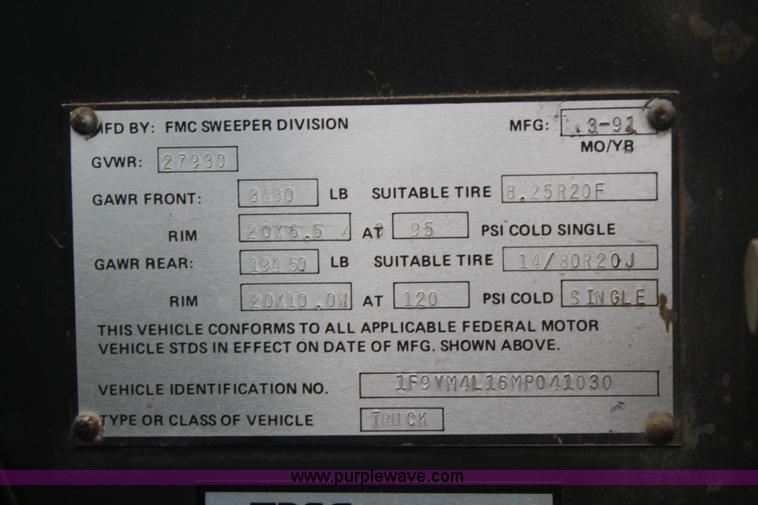 MFD BY: FMC SWEEPER DIVISION MFG: 3-91
MO/YR
GVWR: 27930
GAWR FRONT: 8480 LB SUITABLE TIRE 8.25R20F
RIM 20X6.5 AT 95 PSI COLD SINGLE
GAWR REAR: 19450 LB SUITABLE TIRE 14/80R20J
RIM 20X10.0W AT 120 PSI COLD SINGLE
THIS VEHICLE CONFORMS TO ALL APPLICABLE FEDERAL MOTOR
VEHICLE STDS IN EFFECT ON DATE OF MFG. SHOWN ABOVE.
VEHICLE IDENTIFICATION NO. 1F9VM4L16MP041030
TYPE OR CLASS OF VEHICLE TRUCK
www.purplewave.com